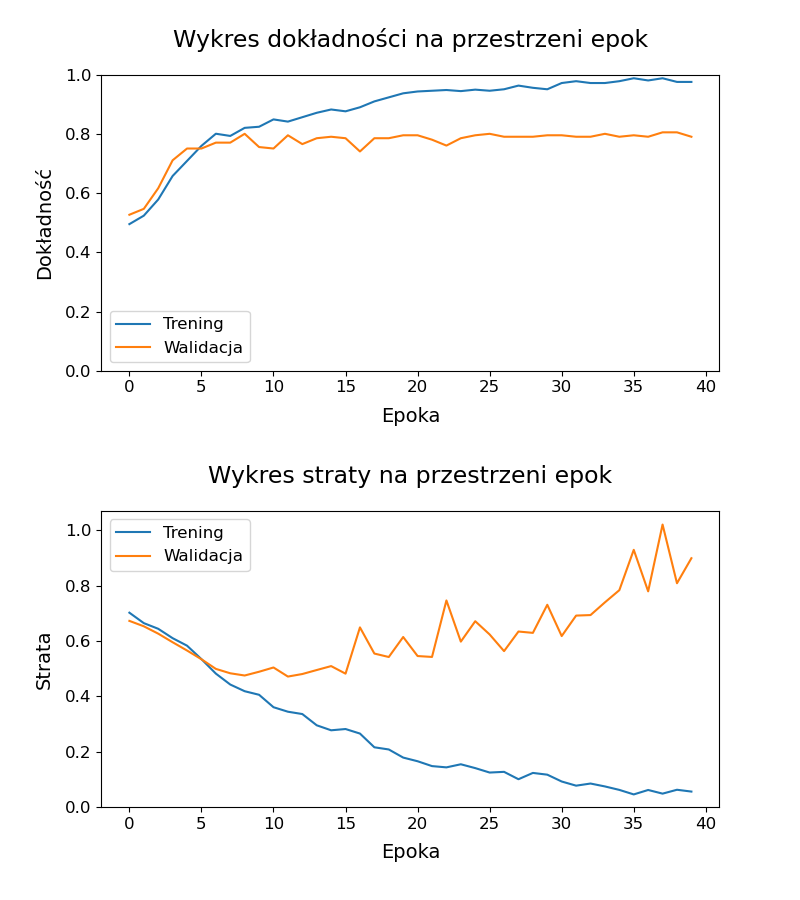 Wykres dokładności na przestrzeni epok
1.0
0.8
0.6
0.4
0.2
0.0
Dokładność
Trening
Walidacja
0 5 10 15 20 25 30 35 40
Epoka
Wykres straty na przestrzeni epok
1.0
0.8
0.6
0.4
0.2
0.0
Strata
Trening
Walidacja
0 5 10 15 20 25 30 35 40
Epoka